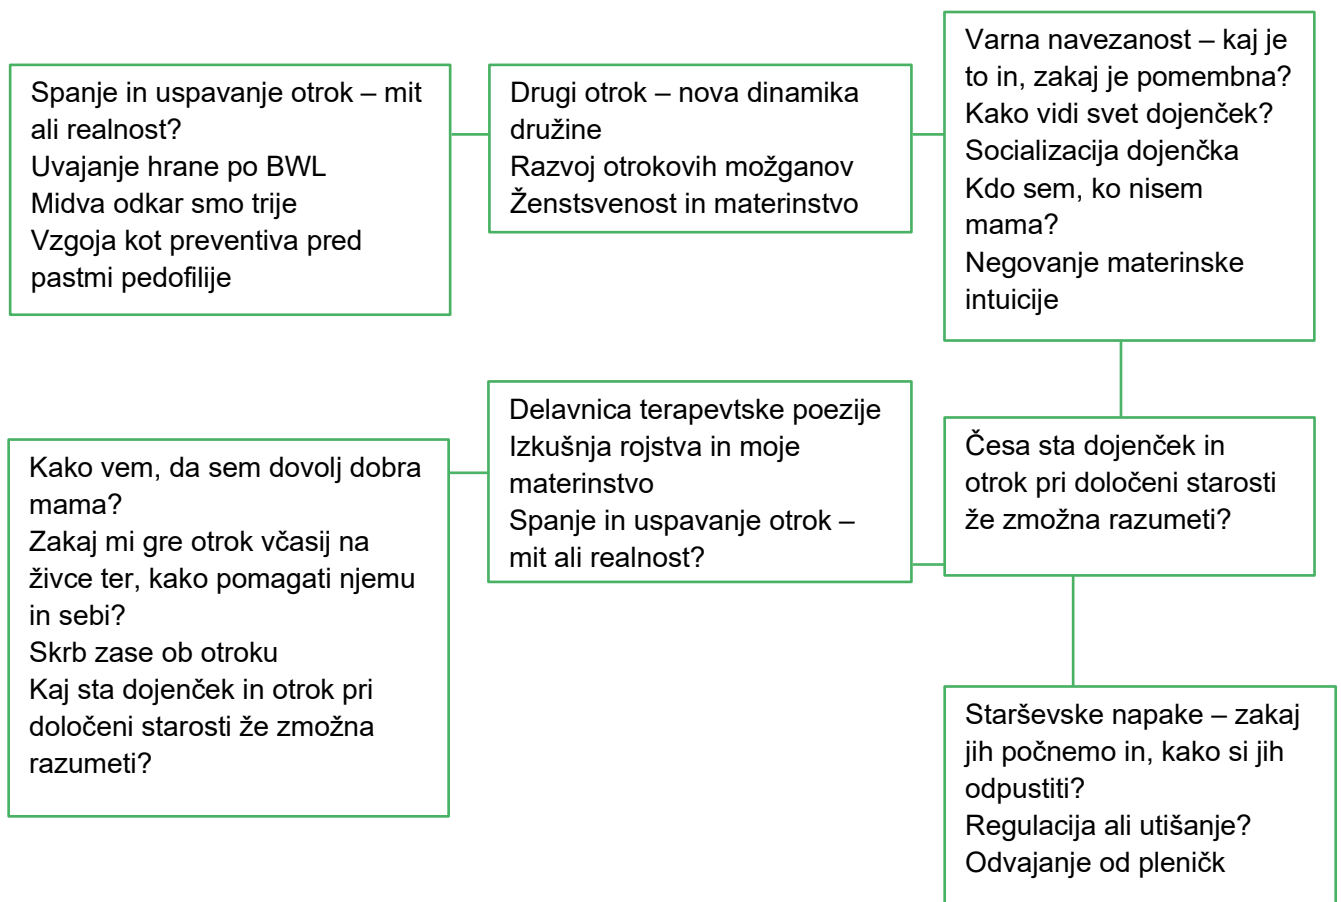 Spanje in uspavanje otrok – mit
ali realnost?
Uvajanje hrane po BWL
Midva odkar smo trije
Vzgoja kot preventiva pred
pastmi pedofilije
Drugi otrok – nova dinamika
družine
Razvoj otrokovih možganov
Ženstsvenost in materinstvo
Varna navezanost – kaj je
to in, zakaj je pomembna?
Kako vidi svet dojenček?
Socializacija dojenčka
Kdo sem, ko nisem
mama?
Negovanje materinske
intuicije
Kako vem, da sem dovolj dobra
mama?
Zakaj mi gre otrok včasij na
živce ter, kako pomagati njemu
in sebi?
Skrb zase ob otroku
Kaj sta dojenček in otrok pri
določeni starosti že zmožna
razumeti?
Delavnica terapevtske poezije
Izkušnja rojstva in moje
materinstvo
Spanje in uspavanje otrok –
mit ali realnost?
Česa sta dojenček in
otrok pri določeni starosti
že zmožna razumeti?
Starševske napake – zakaj
jih počnemo in, kako si jih
odpustiti?
Regulacija ali utišanje?
Odvajanje od pleničk